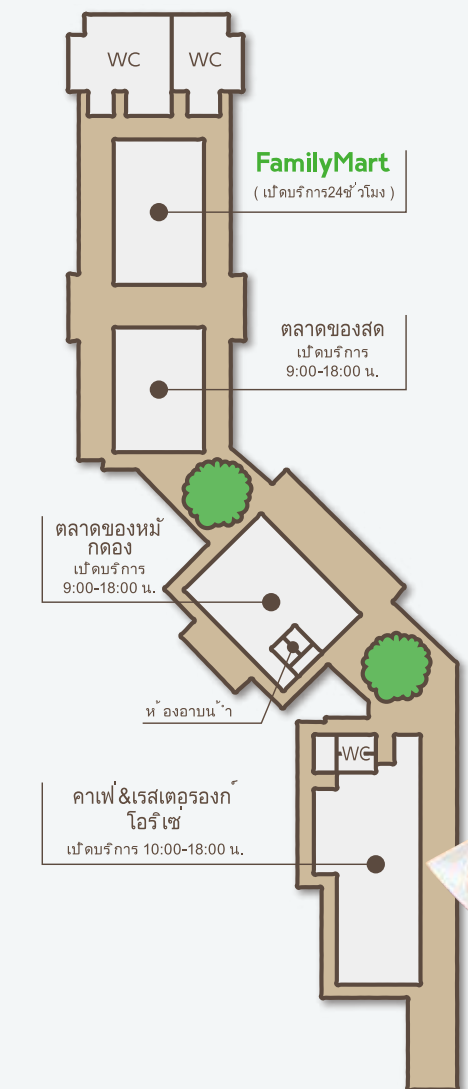 WC
WC
FamilyMart
( เปิดบริการ24ชั่วโมง )
ตลาดของสด
เปิดบริการ
9:00-18:00 น.
ตลาดของหมั
กดอง
เปิดบริการ
9:00-18:00 น.
ห้องอาบน้ำ
WC
คาเฟ่&เรสเตอรองก์
โอริเซ่
เปิดบริการ 10:00-18:00 น.